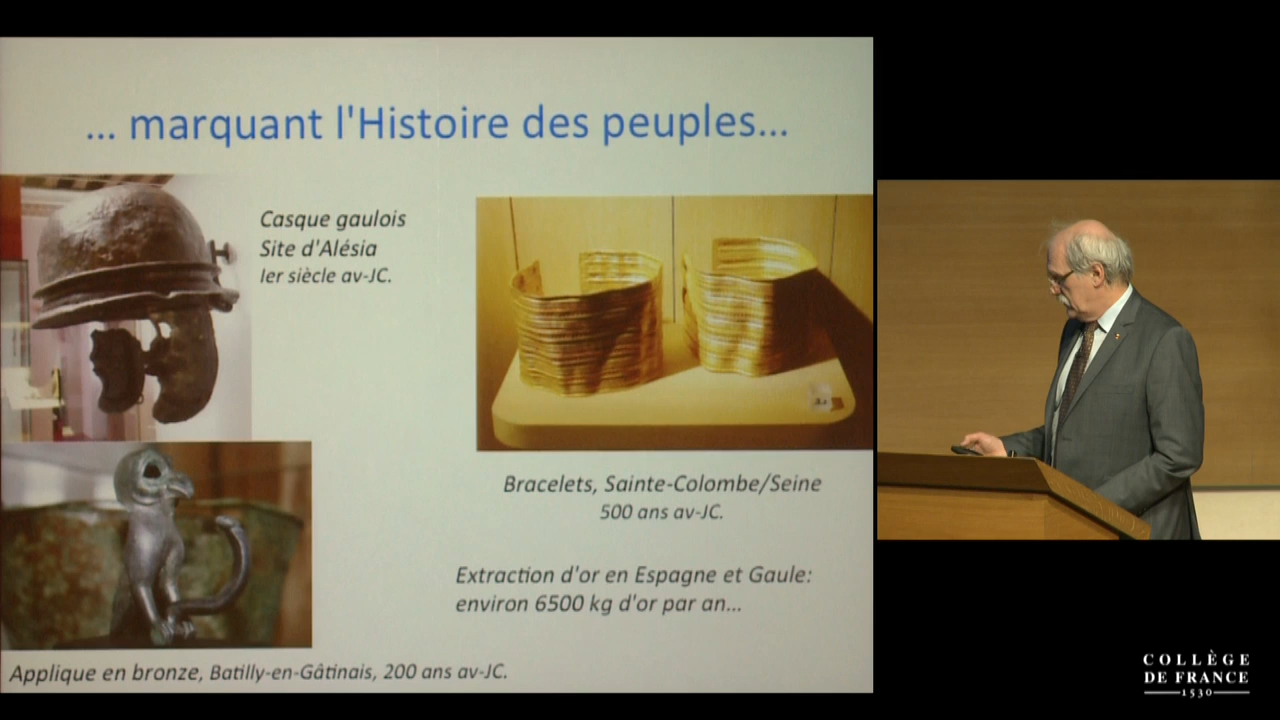 ... marquant l'Histoire des peuples...
Casque gaulois
Site d'Alésia
Ier siècle av-JC.
Bracelets, Sainte-Colombe/Seine
500 ans av-JC.
Extraction d'or en Espagne et Gaule:
environ 6500 kg d'or par an...
Applique en bronze, Batilly-en-Gâtinais, 200 ans av-JC.
COLLÈGE
DE FRANCE
1530